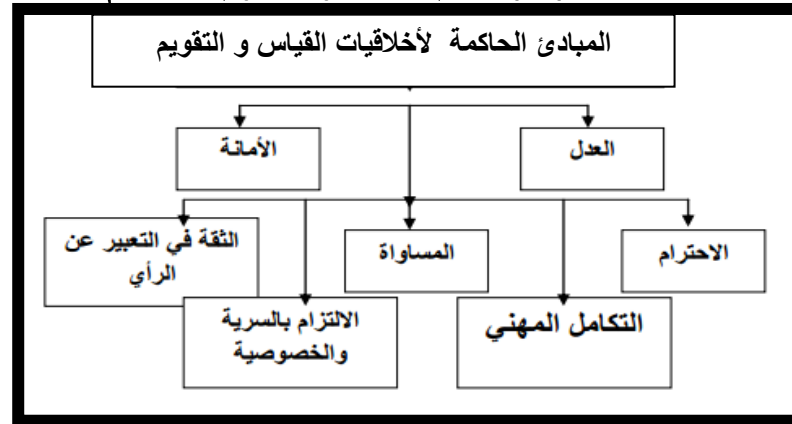 المبادئ الحاكمة لأخلاقيات القياس و التقويم
العدل
الأمانة
الاحترام
المساواة
الثقة في التعبير عن
الرأي
التكامل المهني
الالتزام بالسرية
والخصوصية